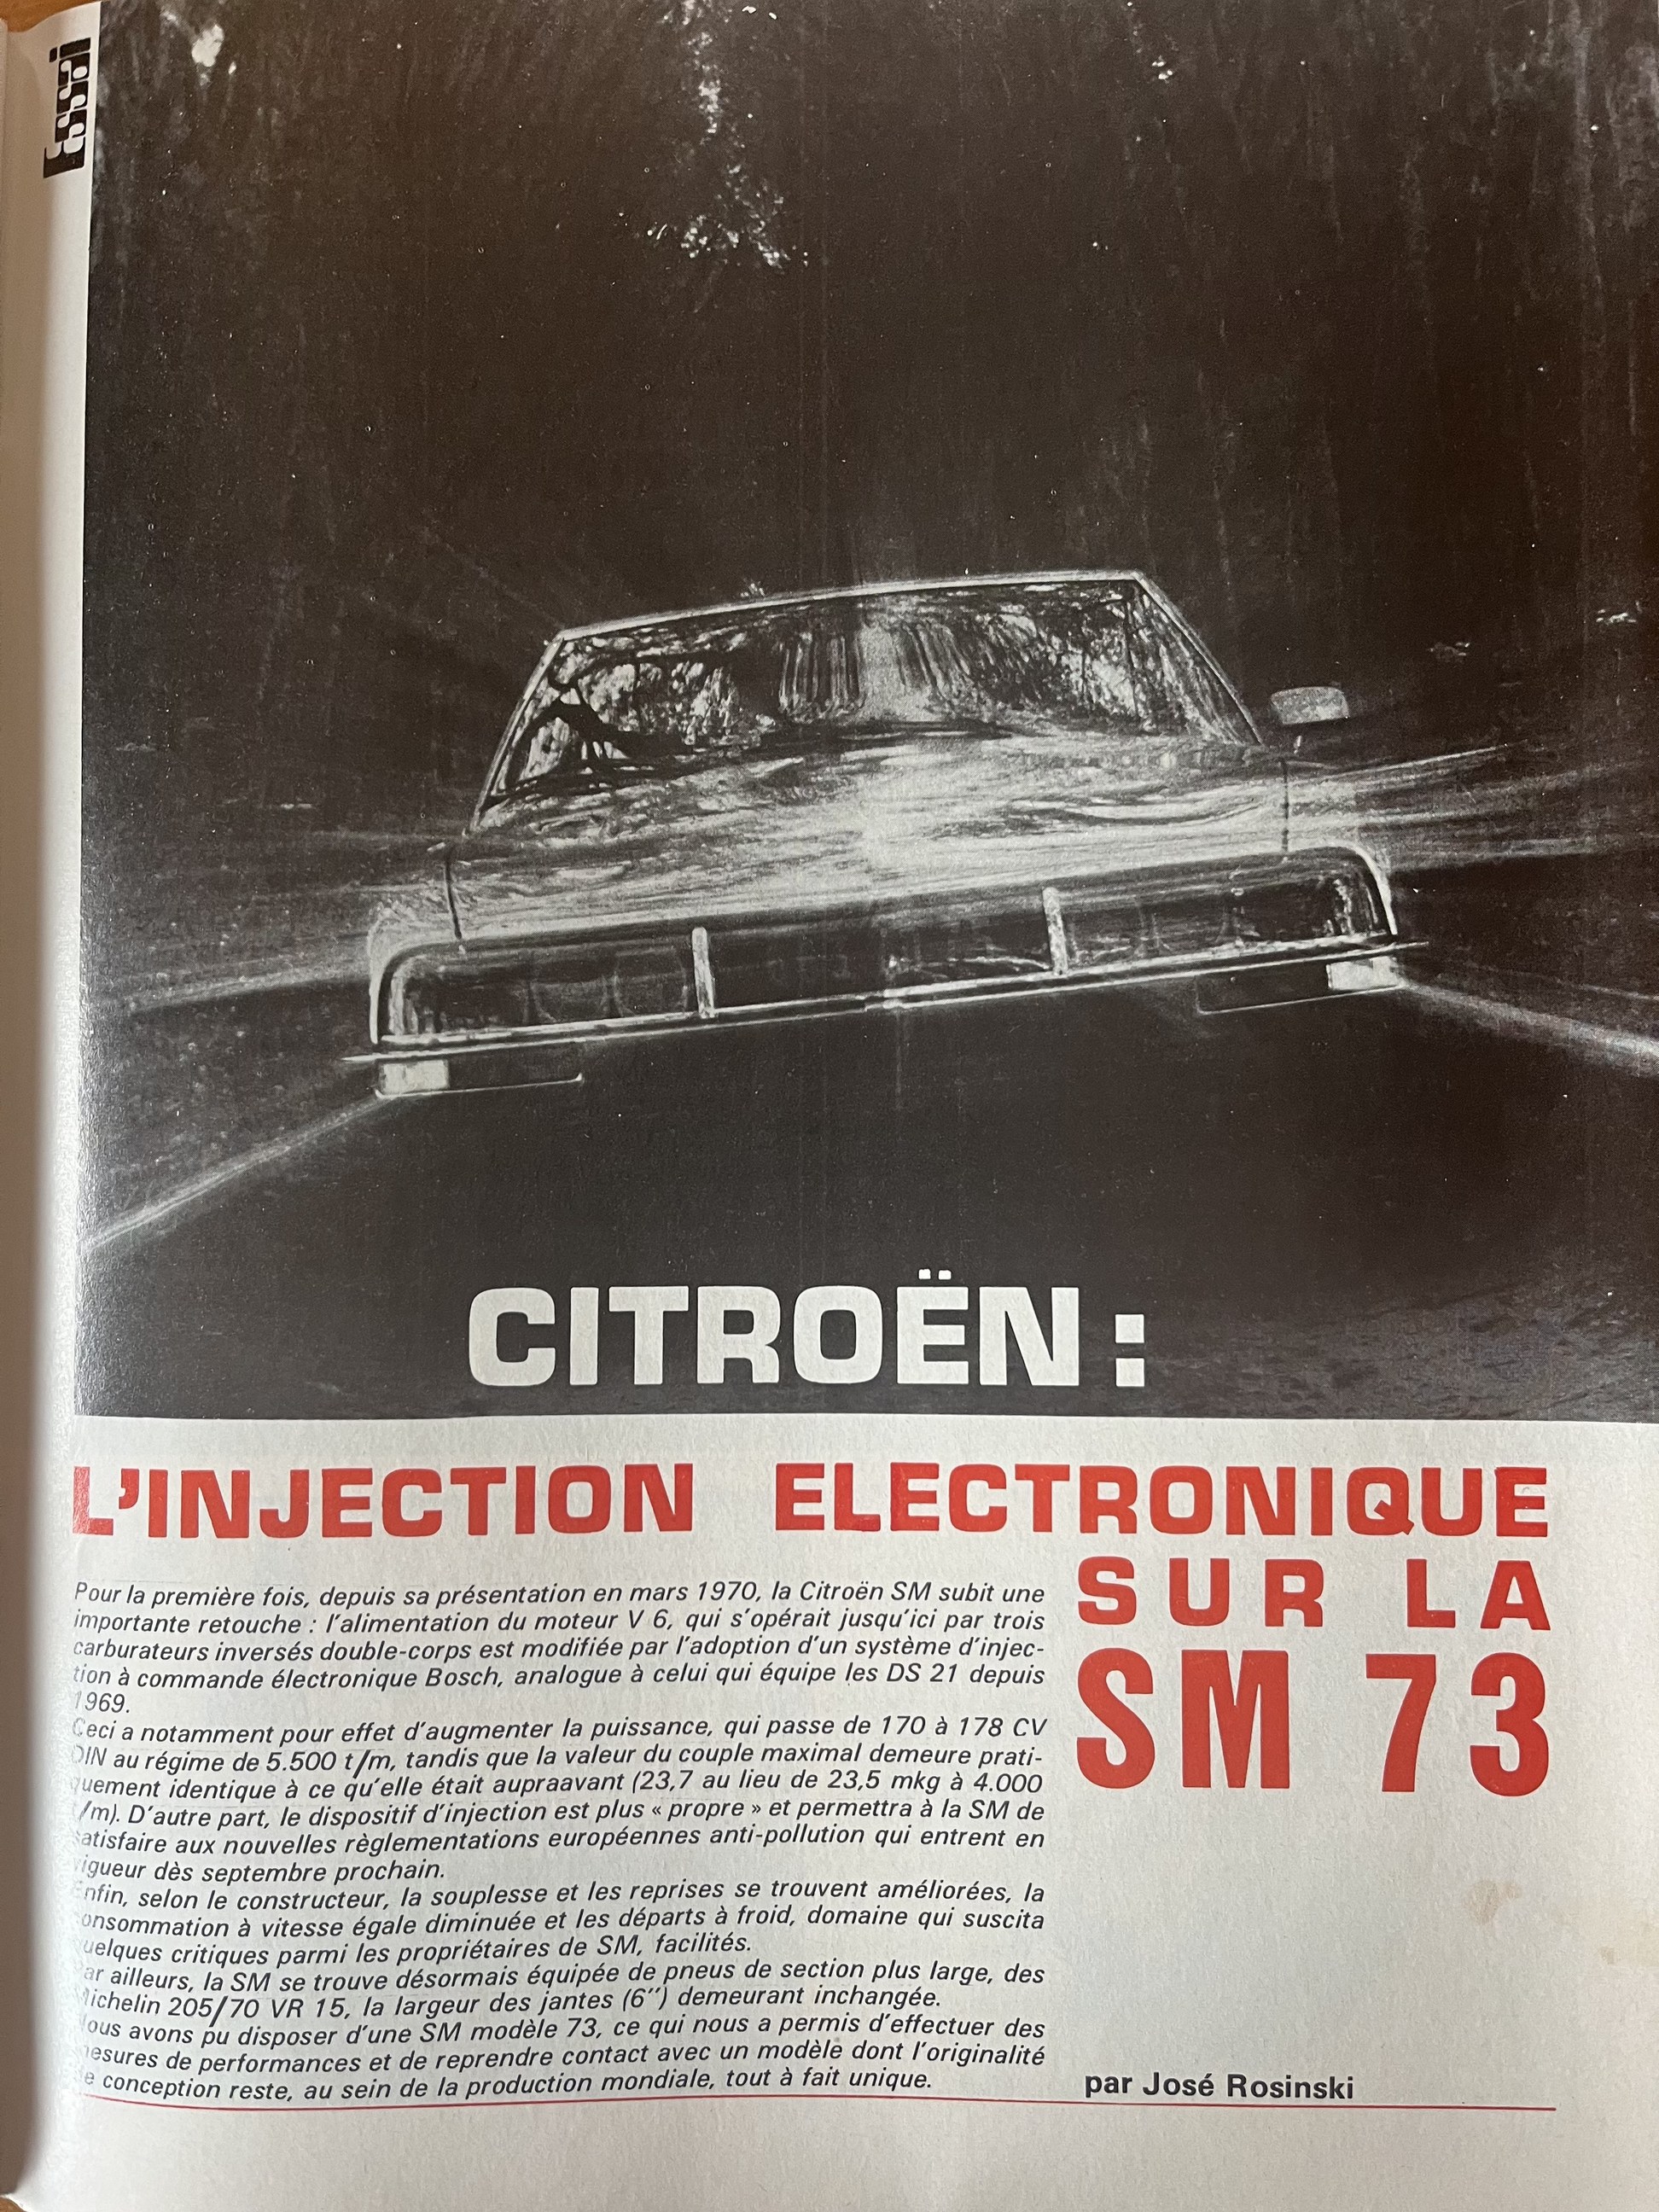 Essai
CITROËN :
L'INJECTION ELECTRONIQUE
SUR LA
SM 73
Pour la première fois, depuis sa présentation en mars 1970, la Citroën SM subit une
importante retouche : l'alimentation du moteur V 6, qui s'opérait jusqu'ici par trois
carburateurs inversés double-corps est modifiée par l'adoption d'un système d'injec-
tion à commande électronique Bosch, analogue à celui qui équipe les DS 21 depuis
1969.
Ceci a notamment pour effet d'augmenter la puissance, qui passe de 170 à 178 CV
DIN au régime de 5.500 t/m, tandis que la valeur du couple maximal demeure prati-
quement identique à ce qu'elle était aupraavant (23,7 au lieu de 23,5 mkg à 4.000
t/m). D'autre part, le dispositif d'injection est plus « propre » et permettra à la SM de
satisfaire aux nouvelles règlementations européennes anti-pollution qui entrent en
vigueur dès septembre prochain.
Enfin, selon le constructeur, la souplesse et les reprises se trouvent améliorées, la
consommation à vitesse égale diminuée et les départs à froid, domaine qui suscita
quelques critiques parmi les propriétaires de SM, facilités.
Par ailleurs, la SM se trouve désormais équipée de pneus de section plus large, des
Michelin 205/70 VR 15, la largeur des jantes (6'') demeurant inchangée.
Nous avons pu disposer d'une SM modèle 73, ce qui nous a permis d'effectuer des
mesures de performances et de reprendre contact avec un modèle dont l'originalité
de conception reste, au sein de la production mondiale, tout à fait unique.
par José Rosinski